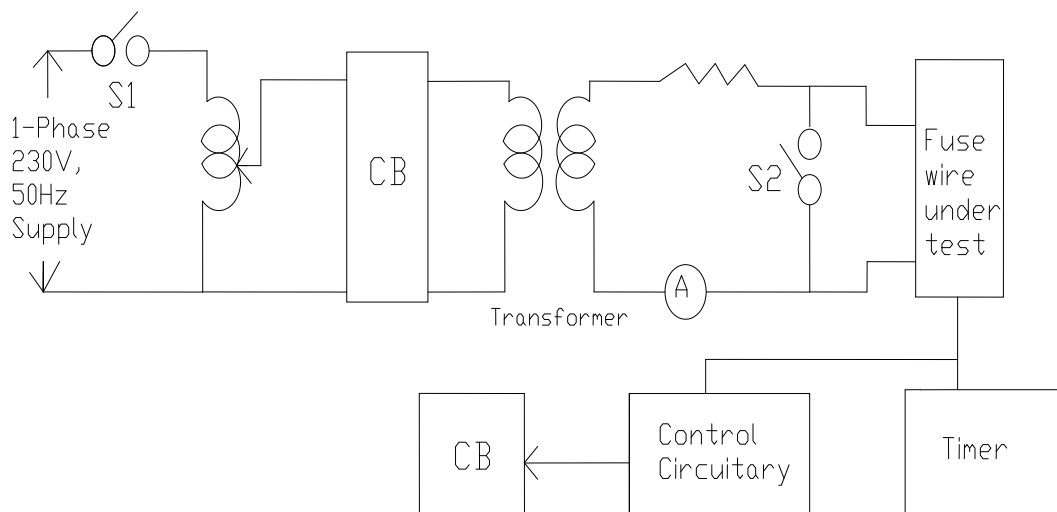 S1
1-Phase
230V,
50Hz
Supply
CB
Transformer
A
S2
Fuse
wire
under
test
CB
Control
Circuitary
Timer